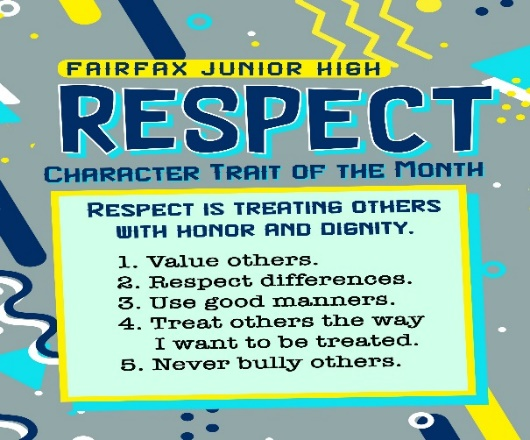 FAIRFAX JUNIOR HIGH
RESPECT
CHARACTER TRAIT OF THE MONTH
RESPECT IS TREATING OTHERS
WITH HONOR AND DIGNITY.
1. Value others.
2. Respect differences.
3. Use good manners.
4. Treat others the way
I want to be treated.
5. Never bully others.